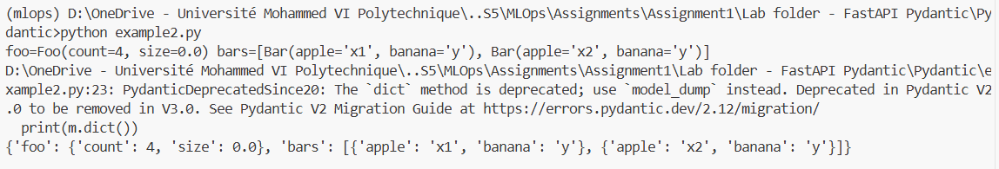 (mlops) D:\OneDrive - Université Mohammed VI Polytechnique\..S5\MLOps\Assignments\Assignment1\Lab folder - FastAPI Pydantic\Py
dantic>python example2.py
foo=Foo(count=4, size=0.0) bars=[Bar(apple='x1', banana='y'), Bar(apple='x2', banana='y')]
D:\OneDrive - Université Mohammed VI Polytechnique\..S5\MLOps\Assignments\Assignment1\Lab folder - FastAPI Pydantic\Pydantic\e
xample2.py:23: PydanticDeprecatedSince20: The `dict` method is deprecated; use `model_dump` instead. Deprecated in Pydantic V2
.0 to be removed in V3.0. See Pydantic V2 Migration Guide at https://errors.pydantic.dev/2.12/migration/
  print(m.dict())
{'foo': {'count': 4, 'size': 0.0}, 'bars': [{'apple': 'x1', 'banana': 'y'}, {'apple': 'x2', 'banana': 'y'}]}